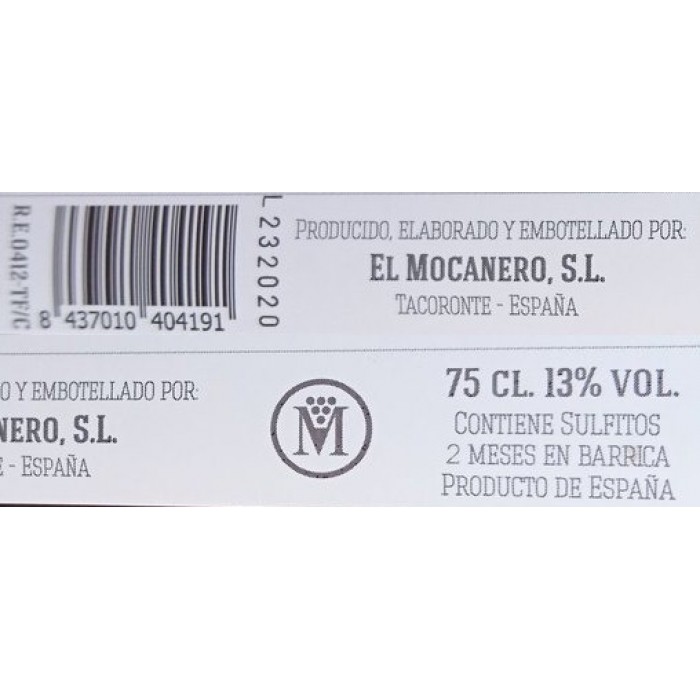 R.E.0412-TF/C
8 437010 404191
L 232020
PRODUCIDO, ELABORADO Y EMBOTELLADO POR:
EL MOCANERO, S.L.
TACORONTE - ESPAÑA
O Y EMBOTELLADO POR:
NERO, S.L.
E - ESPAÑA
M
75 CL. 13% VOL.
CONTIENE SULFITOS
2 MESES EN BARRICA
PRODUCTO DE ESPAÑA